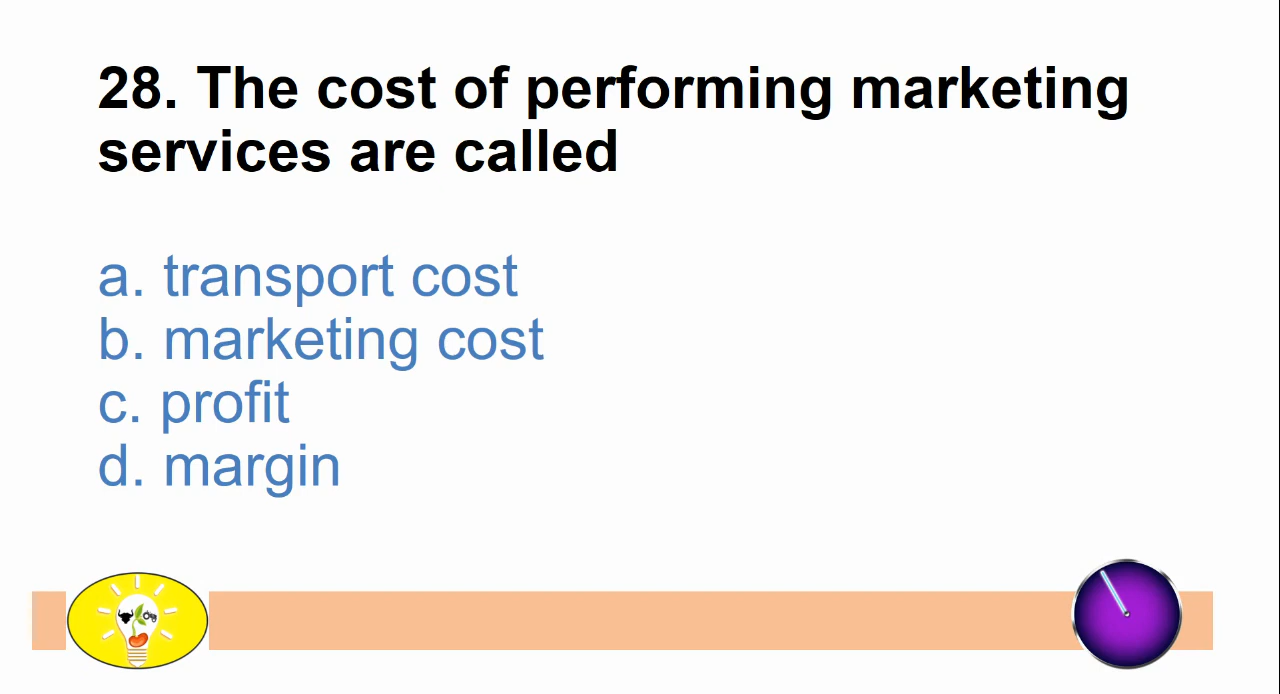 28. The cost of performing marketing
services are called
a. transport cost
b. marketing cost
c. profit
d. margin